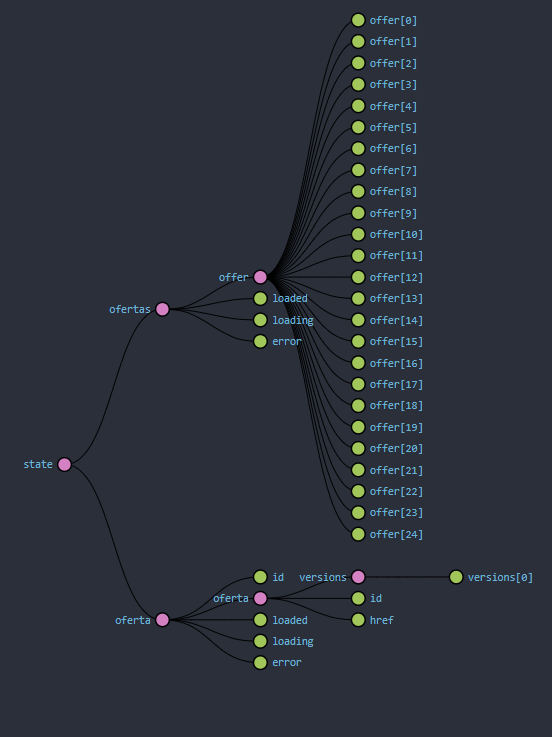 offer[0]
offer[1]
offer[2]
offer[3]
offer[4]
offer[5]
offer[6]
offer[7]
offer[8]
offer[9]
offer[10]
offer[11]
offer offer[12]
loaded offer[13]
ofertas
loading offer[14]
error offer[15]
offer[16]
offer[17]
offer[18]
offer[19]
offer[20]
state
offer[21]
offer[22]
offer[23]
offer[24]
id versions versions[0]
oferta id
oferta loaded href
loading
error